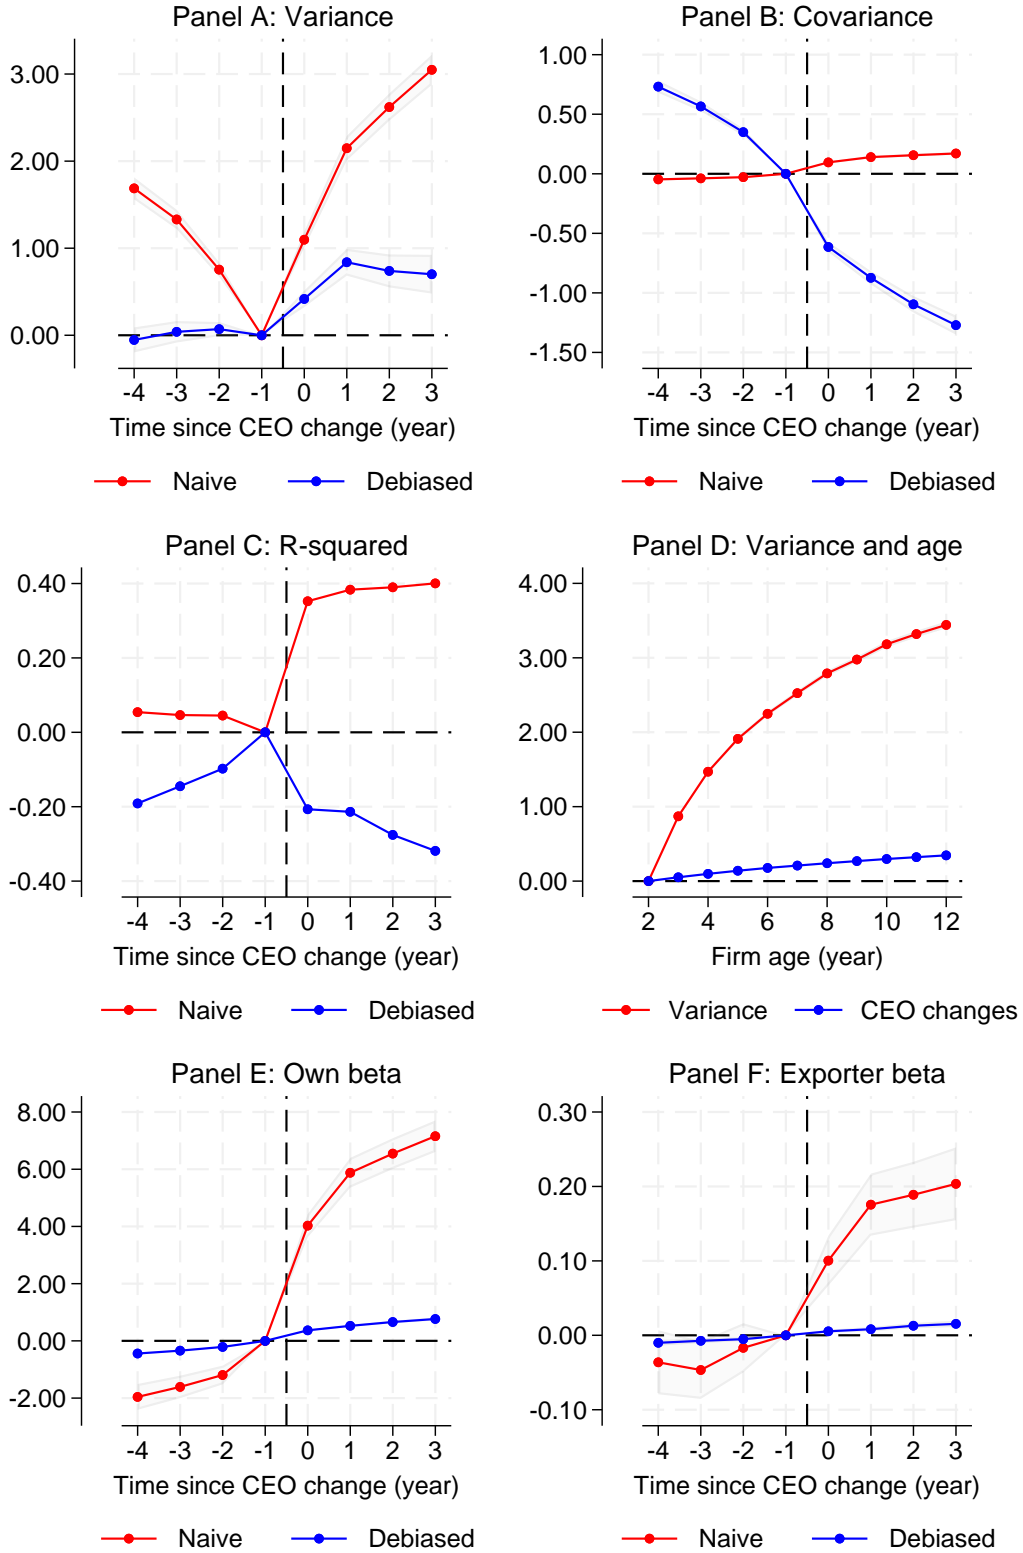 Panel A: Variance
3.00
2.00
1.00
0.00
-4 -3 -2 -1 0 1 2 3
Time since CEO change (year)
Naive Debiased
Panel B: Covariance
1.00
0.50
0.00
-0.50
-1.00
-1.50
-4 -3 -2 -1 0 1 2 3
Time since CEO change (year)
Naive Debiased
Panel C: R-squared
0.40
0.20
0.00
-0.20
-0.40
-4 -3 -2 -1 0 1 2 3
Time since CEO change (year)
Naive Debiased
Panel D: Variance and age
4.00
3.00
2.00
1.00
0.00
2 4 6 8 10 12
Firm age (year)
Variance CEO changes
Panel E: Own beta
8.00
6.00
4.00
2.00
0.00
-2.00
-4 -3 -2 -1 0 1 2 3
Time since CEO change (year)
Naive Debiased
Panel F: Exporter beta
0.30
0.20
0.10
0.00
-0.10
-4 -3 -2 -1 0 1 2 3
Time since CEO change (year)
Naive Debiased